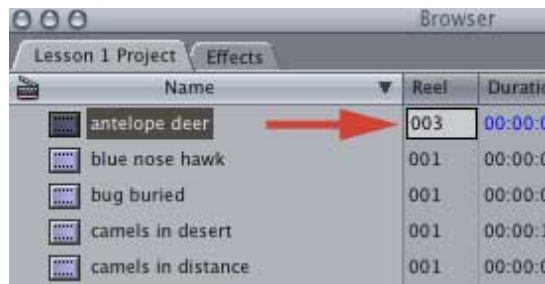 Browser
Lesson 1 Project Effects
Name Reel
antelope deer 003
blue nose hawk 001
bug buried 001
camels in desert 001
camels in distance 001